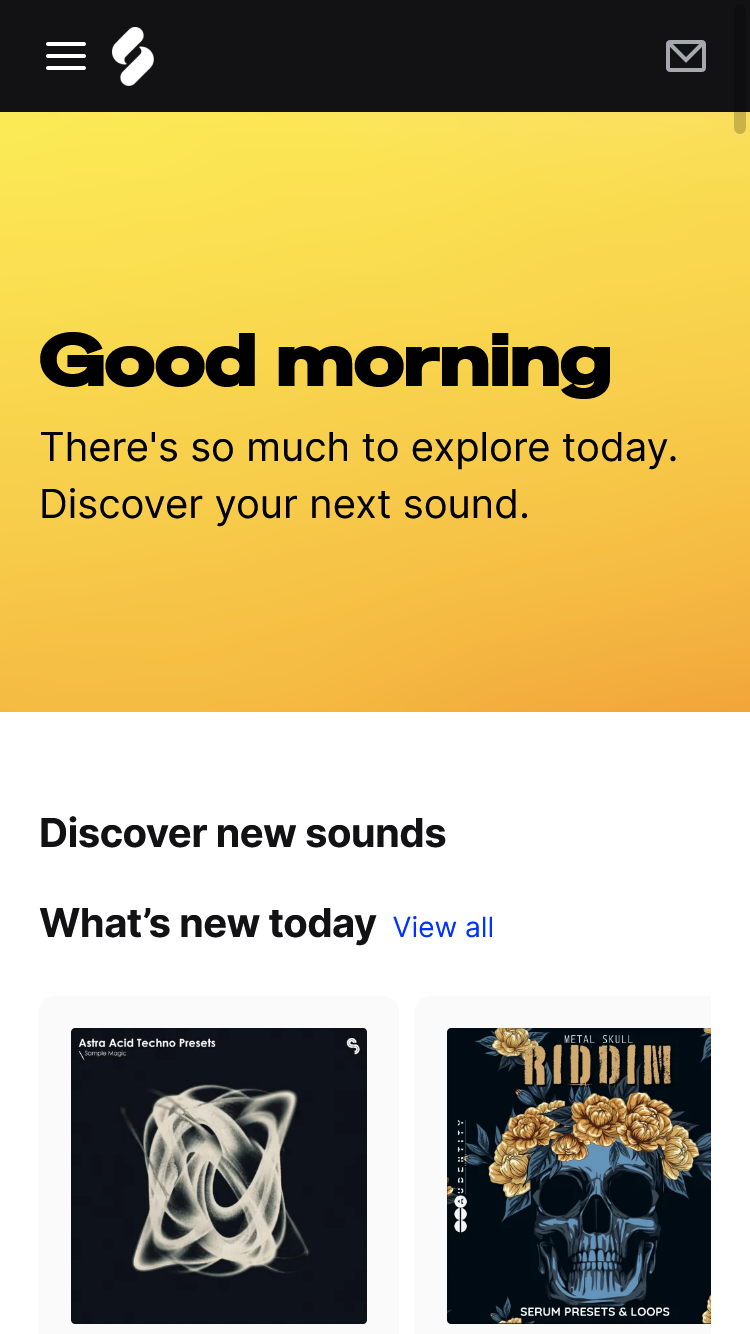 Good morning
There's so much to explore today.
Discover your next sound.
Discover new sounds
What’s new today View all
Astra Acid Techno Presets
Sample Magic
METAL SKULL
RIDDIM
AUDENTITY
SERUM PRESETS & LOOPS